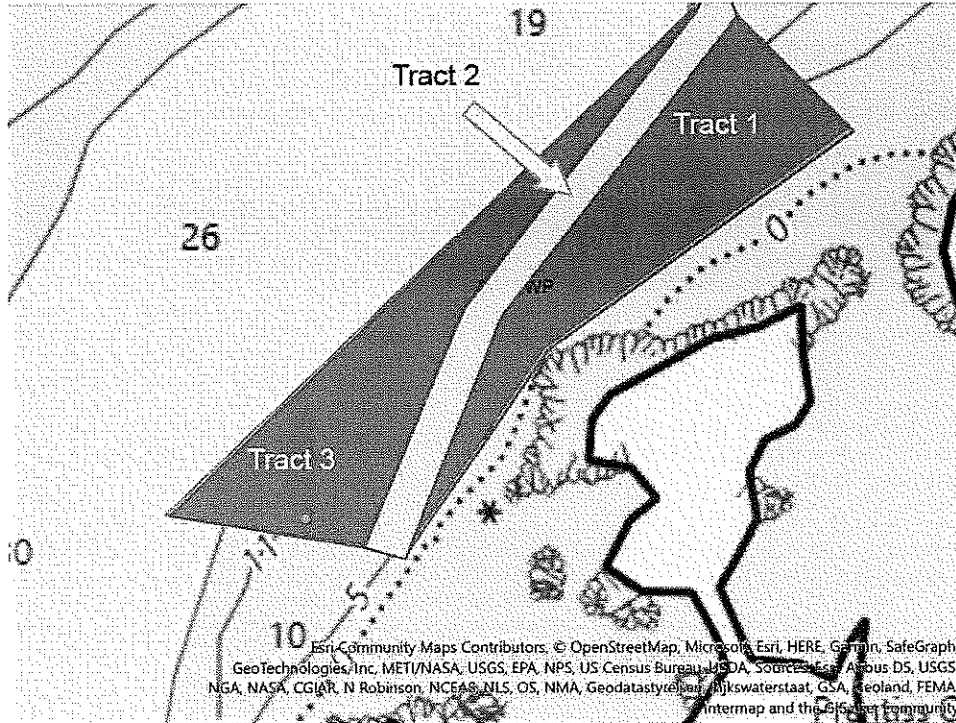 19
Tract 2
Tract 1
0
26
WP
Tract 3
11
5
10
Esri Community Maps Contributors, © OpenStreetMap, Microsoft, Esri, HERE, Garmin, SafeGraph,
GeoTechnologies, Inc, METI/NASA, USGS, EPA, NPS, US Census Bureau, USDA, Sources: Esri, Airbus DS, USGS,
NGA, NASA, CGIAR, N Robinson, NCEAS, NLS, OS, NMA, Geodatastyrelsen, Rijkswaterstaat, GSA, Geoland, FEMA,
Intermap and the GIS user community